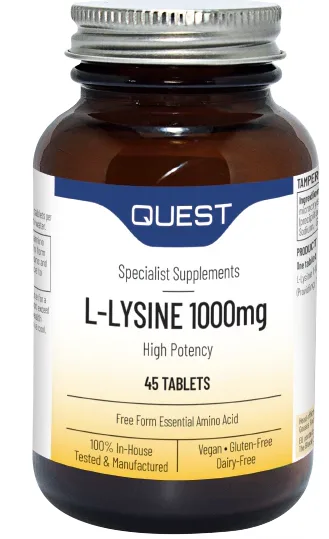 QUEST
Specialist Supplements
L-LYSINE 1000mg
High Potency
45 TABLETS
Free Form Essential Amino Acid
100% In-House
Tested & Manufactured
Vegan • Gluten-Free
Dairy-Free
TAMPER